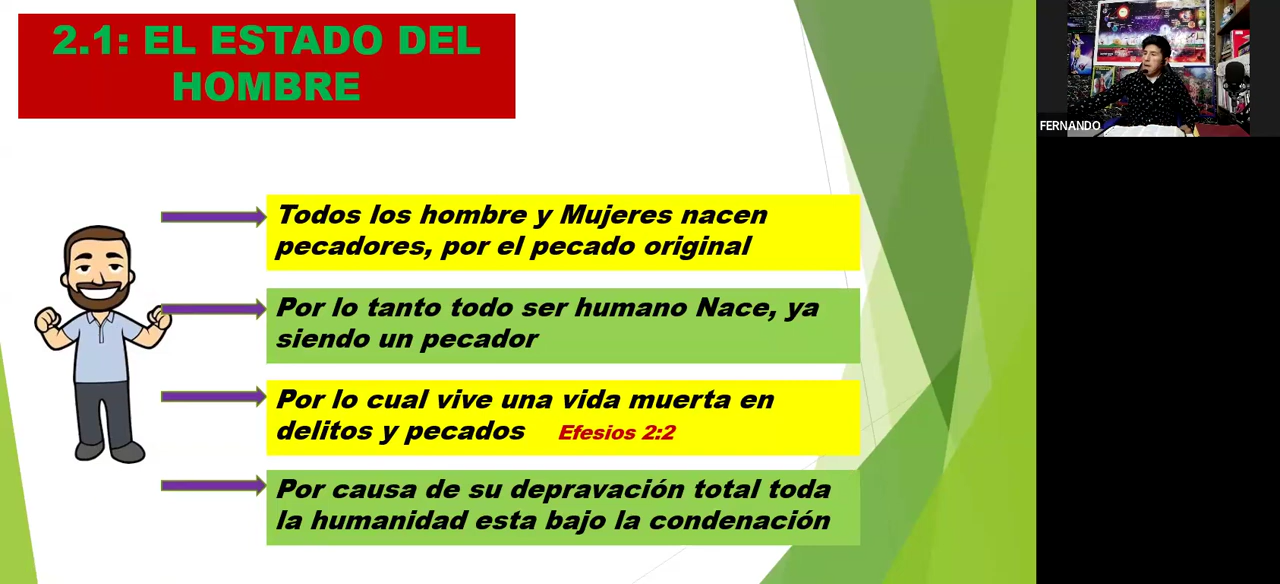 2.1: EL ESTADO DEL
HOMBRE
Todos los hombre y Mujeres nacen
pecadores, por el pecado original
Por lo tanto todo ser humano Nace, ya
siendo un pecador
Por lo cual vive una vida muerta en
delitos y pecados Efesios 2:2
Por causa de su depravación total toda
la humanidad esta bajo la condenación
FERNANDO